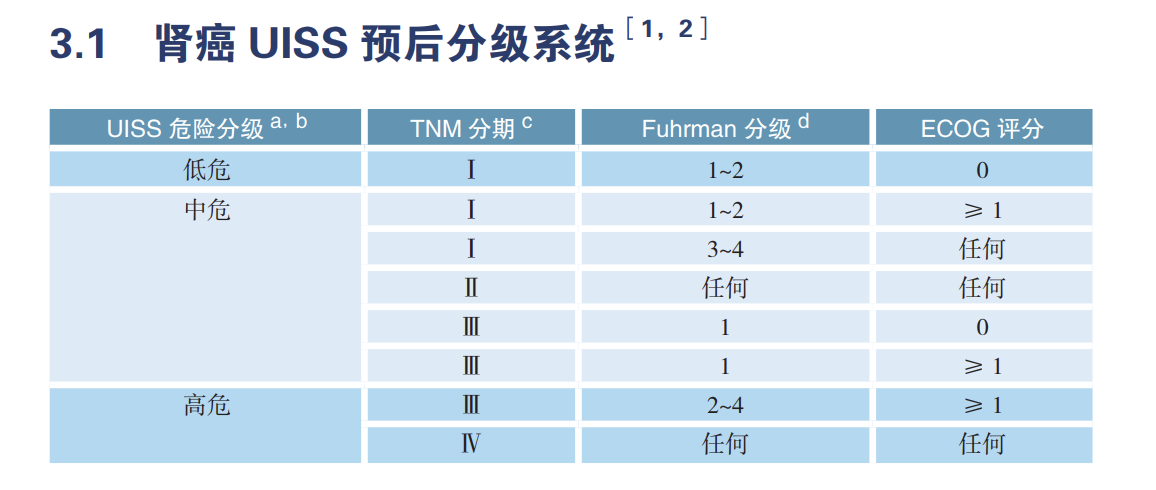 3.1 肾癌 UISS 预后分级系统[1, 2]
UISS 危险分级 a, b TNM 分期 c Fuhrman 分级 d ECOG 评分
低危 Ⅰ 1~2 0
中危 Ⅰ 1~2 ≥ 1
Ⅰ 3~4 任何
Ⅱ 任何 任何
Ⅲ 1 0
Ⅲ 1 ≥ 1
高危 Ⅲ 2~4 ≥ 1
Ⅳ 任何 任何